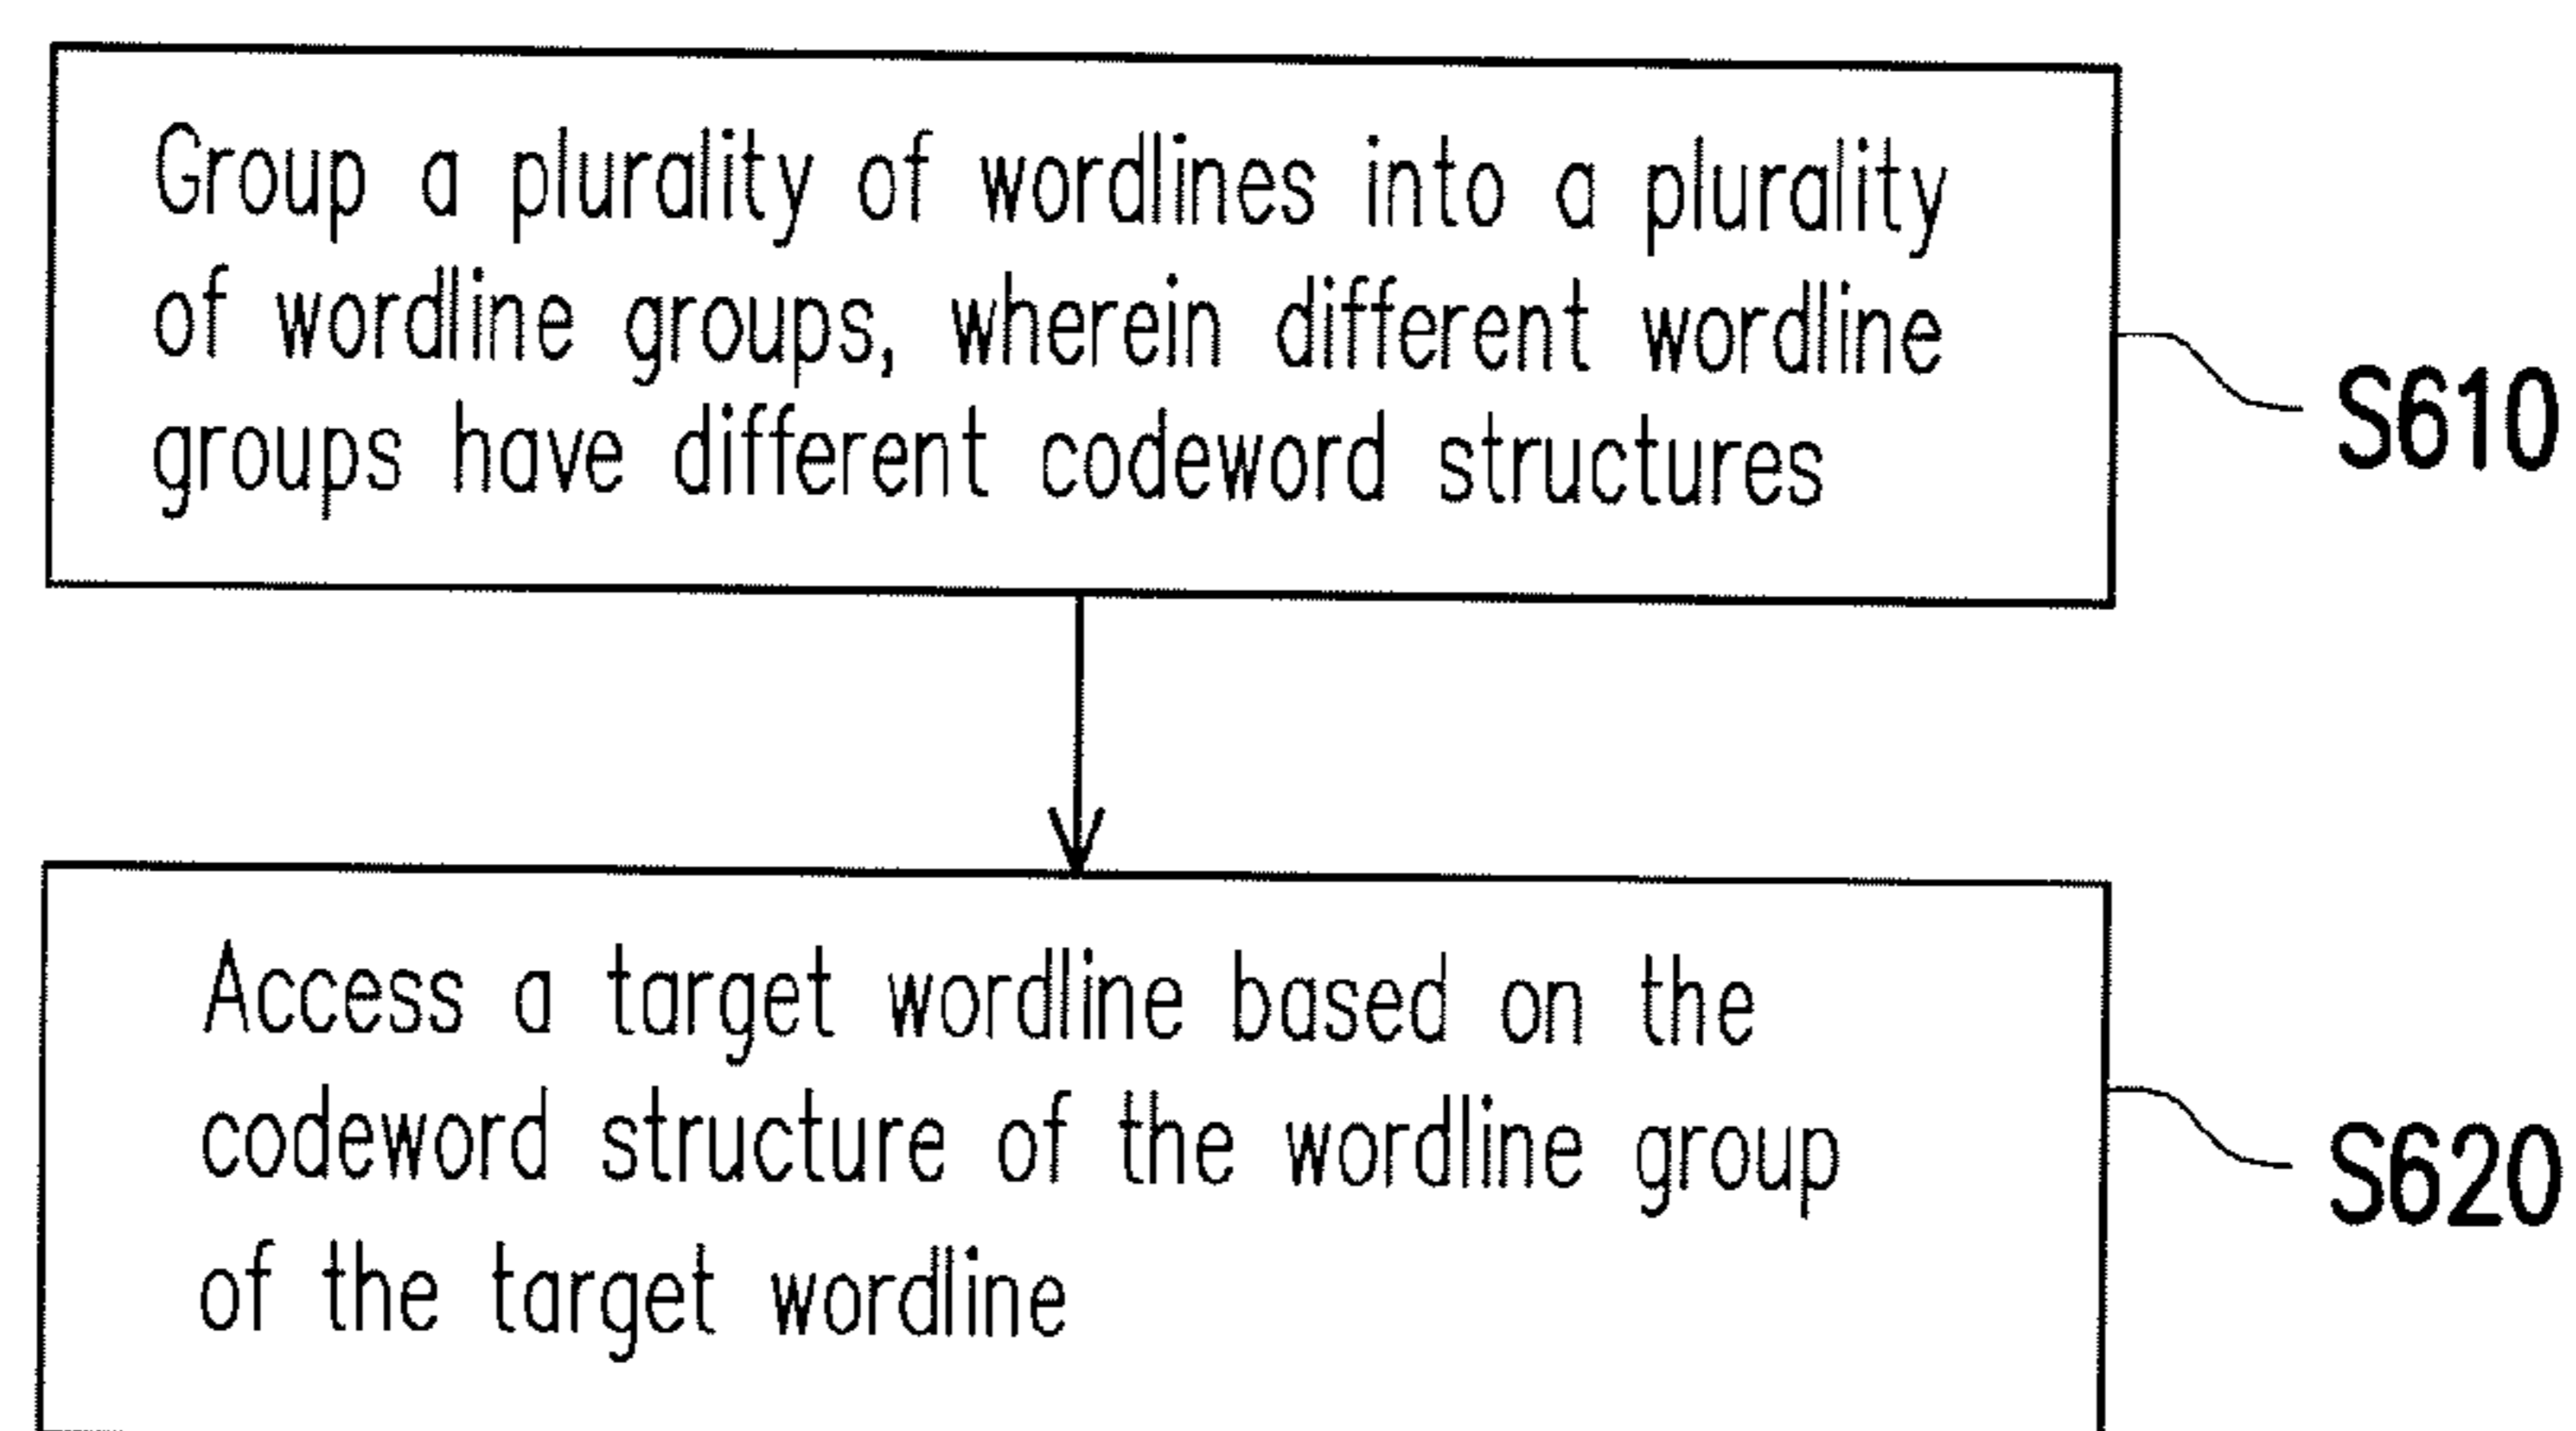 Group a plurality of wordlines into a plurality
of wordline groups, wherein different wordline
groups have different codeword structures
S610
Access a target wordline based on the
codeword structure of the wordline group
of the target wordline
S620